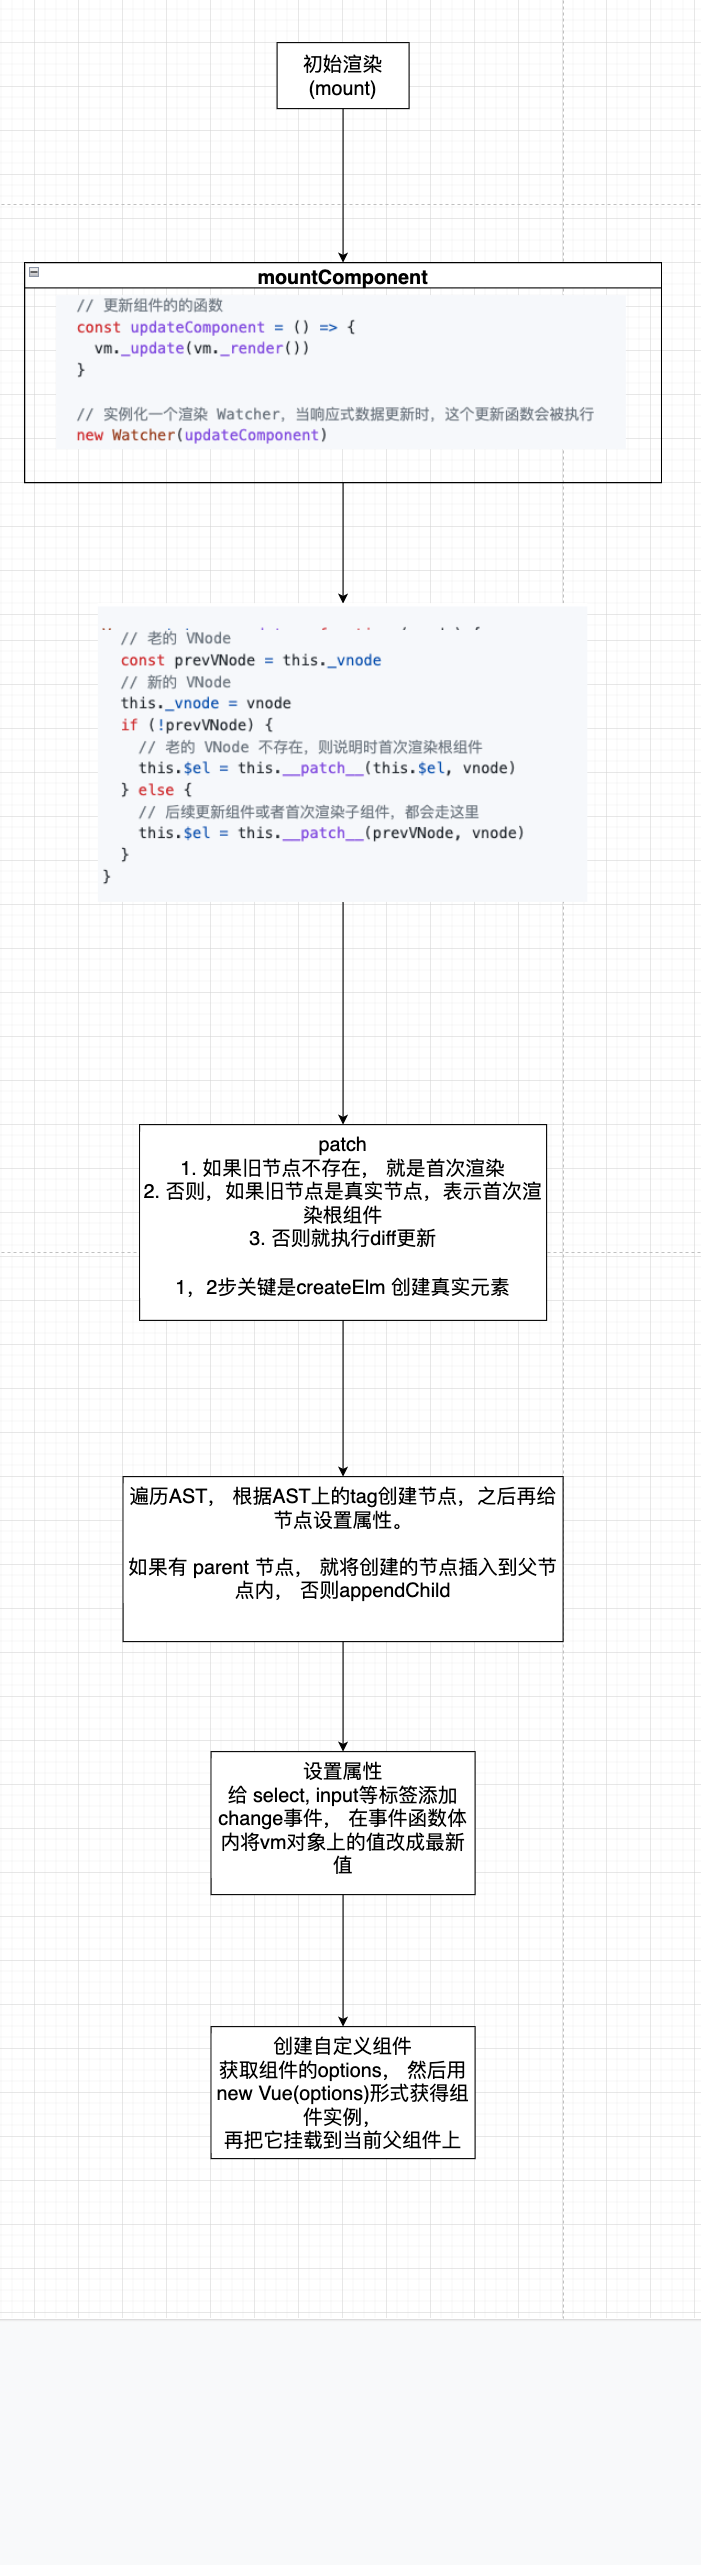 初始渲染
(mount)
mountComponent
// 更新组件的的函数
const updateComponent = () => {
vm._update(vm._render())
}
// 实例化一个渲染 Watcher，当响应式数据更新时，这个更新函数会被执行
new Watcher(updateComponent)
// 老的 VNode
const prevVNode = this._vnode
// 新的 VNode
this._vnode = vnode
if (!prevVNode) {
// 老的 VNode 不存在，则说明时首次渲染根组件
this.$el = this.__patch__(this.$el, vnode)
} else {
// 后续更新组件或者首次渲染子组件，都会走这里
this.$el = this.__patch__(prevVNode, vnode)
}
}
patch
1. 如果旧节点不存在， 就是首次渲染
2. 否则，如果旧节点是真实节点，表示首次渲
染根组件
3. 否则就执行diff更新
1，2步关键是createElm 创建真实元素
遍历AST， 根据AST上的tag创建节点，之后再给
节点设置属性。
如果有 parent 节点， 就将创建的节点插入到父节
点内， 否则appendChild
设置属性
给 select, input等标签添加
change事件， 在事件函数体
内将vm对象上的值改成最新
值
创建自定义组件
获取组件的options， 然后用
new Vue(options)形式获得组
件实例，
再把它挂载到当前父组件上